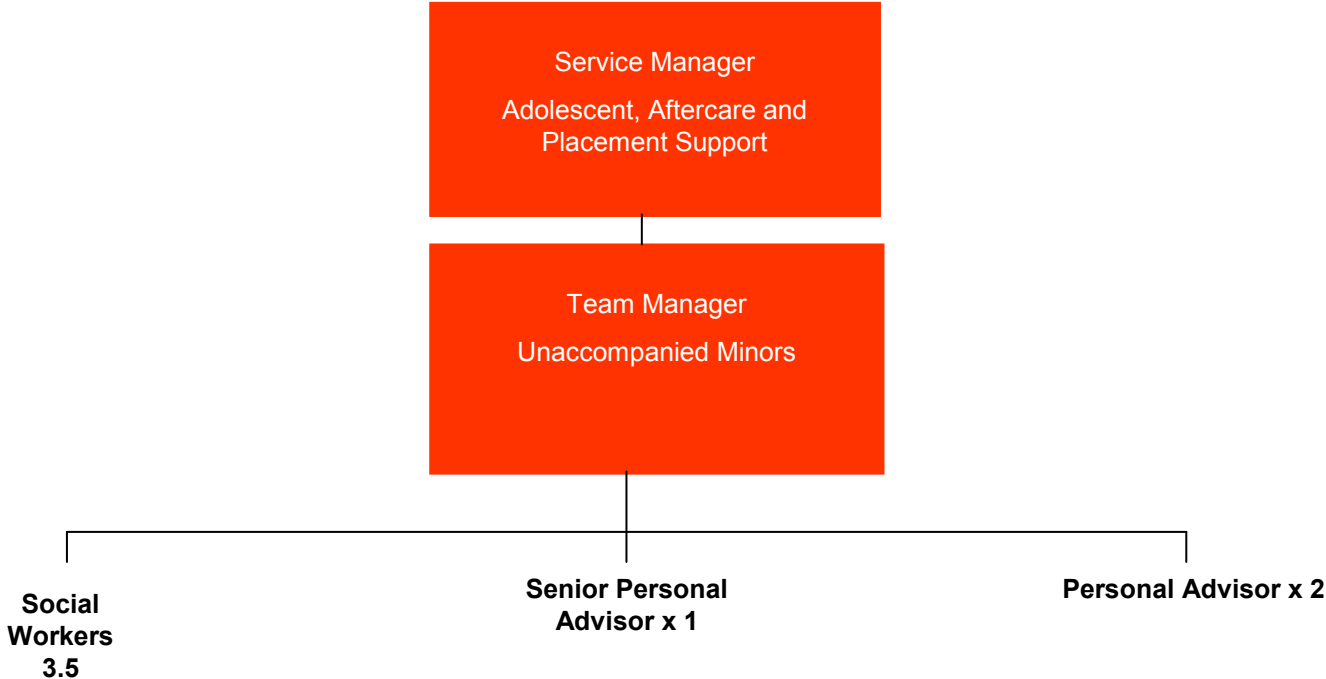 Service Manager
Adolescent, Aftercare and
Placement Support
Team Manager
Unaccompanied Minors
Social
Workers
3.5
Senior Personal
Advisor x 1
Personal Advisor x 2